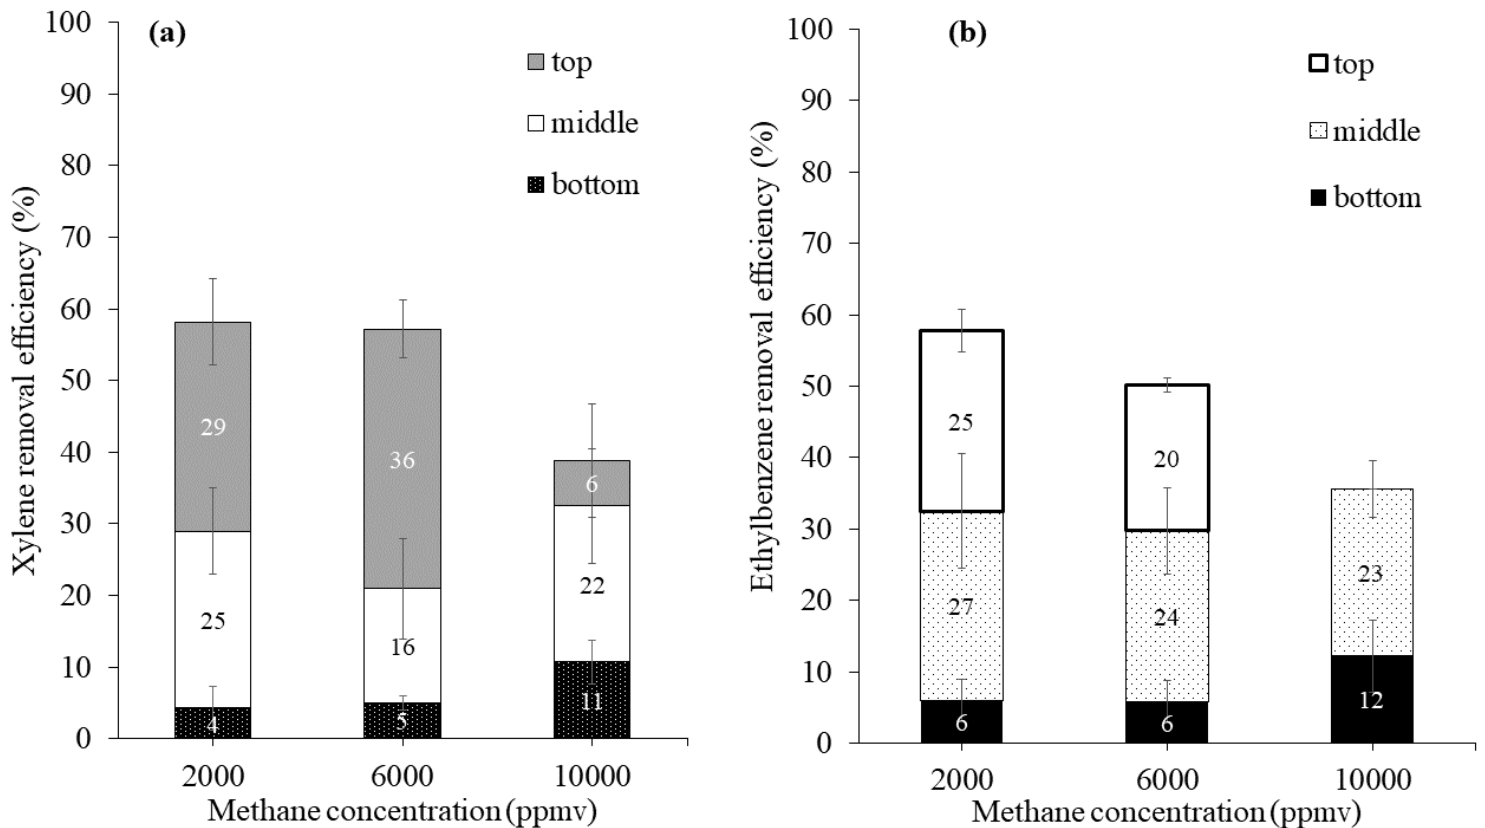 (a)
Xylene removal efficiency (%)
100
90
80
70
60
50
40
30
20
10
0
top
middle
bottom
29
25
4
36
16
5
6
22
11
2000 6000 10000
Methane concentration (ppmv)
(b)
Ethylbenzene removal efficiency (%)
100
90
80
70
60
50
40
30
20
10
0
top
middle
bottom
25
27
6
20
24
6
23
12
2000 6000 10000
Methane concentration (ppmv)